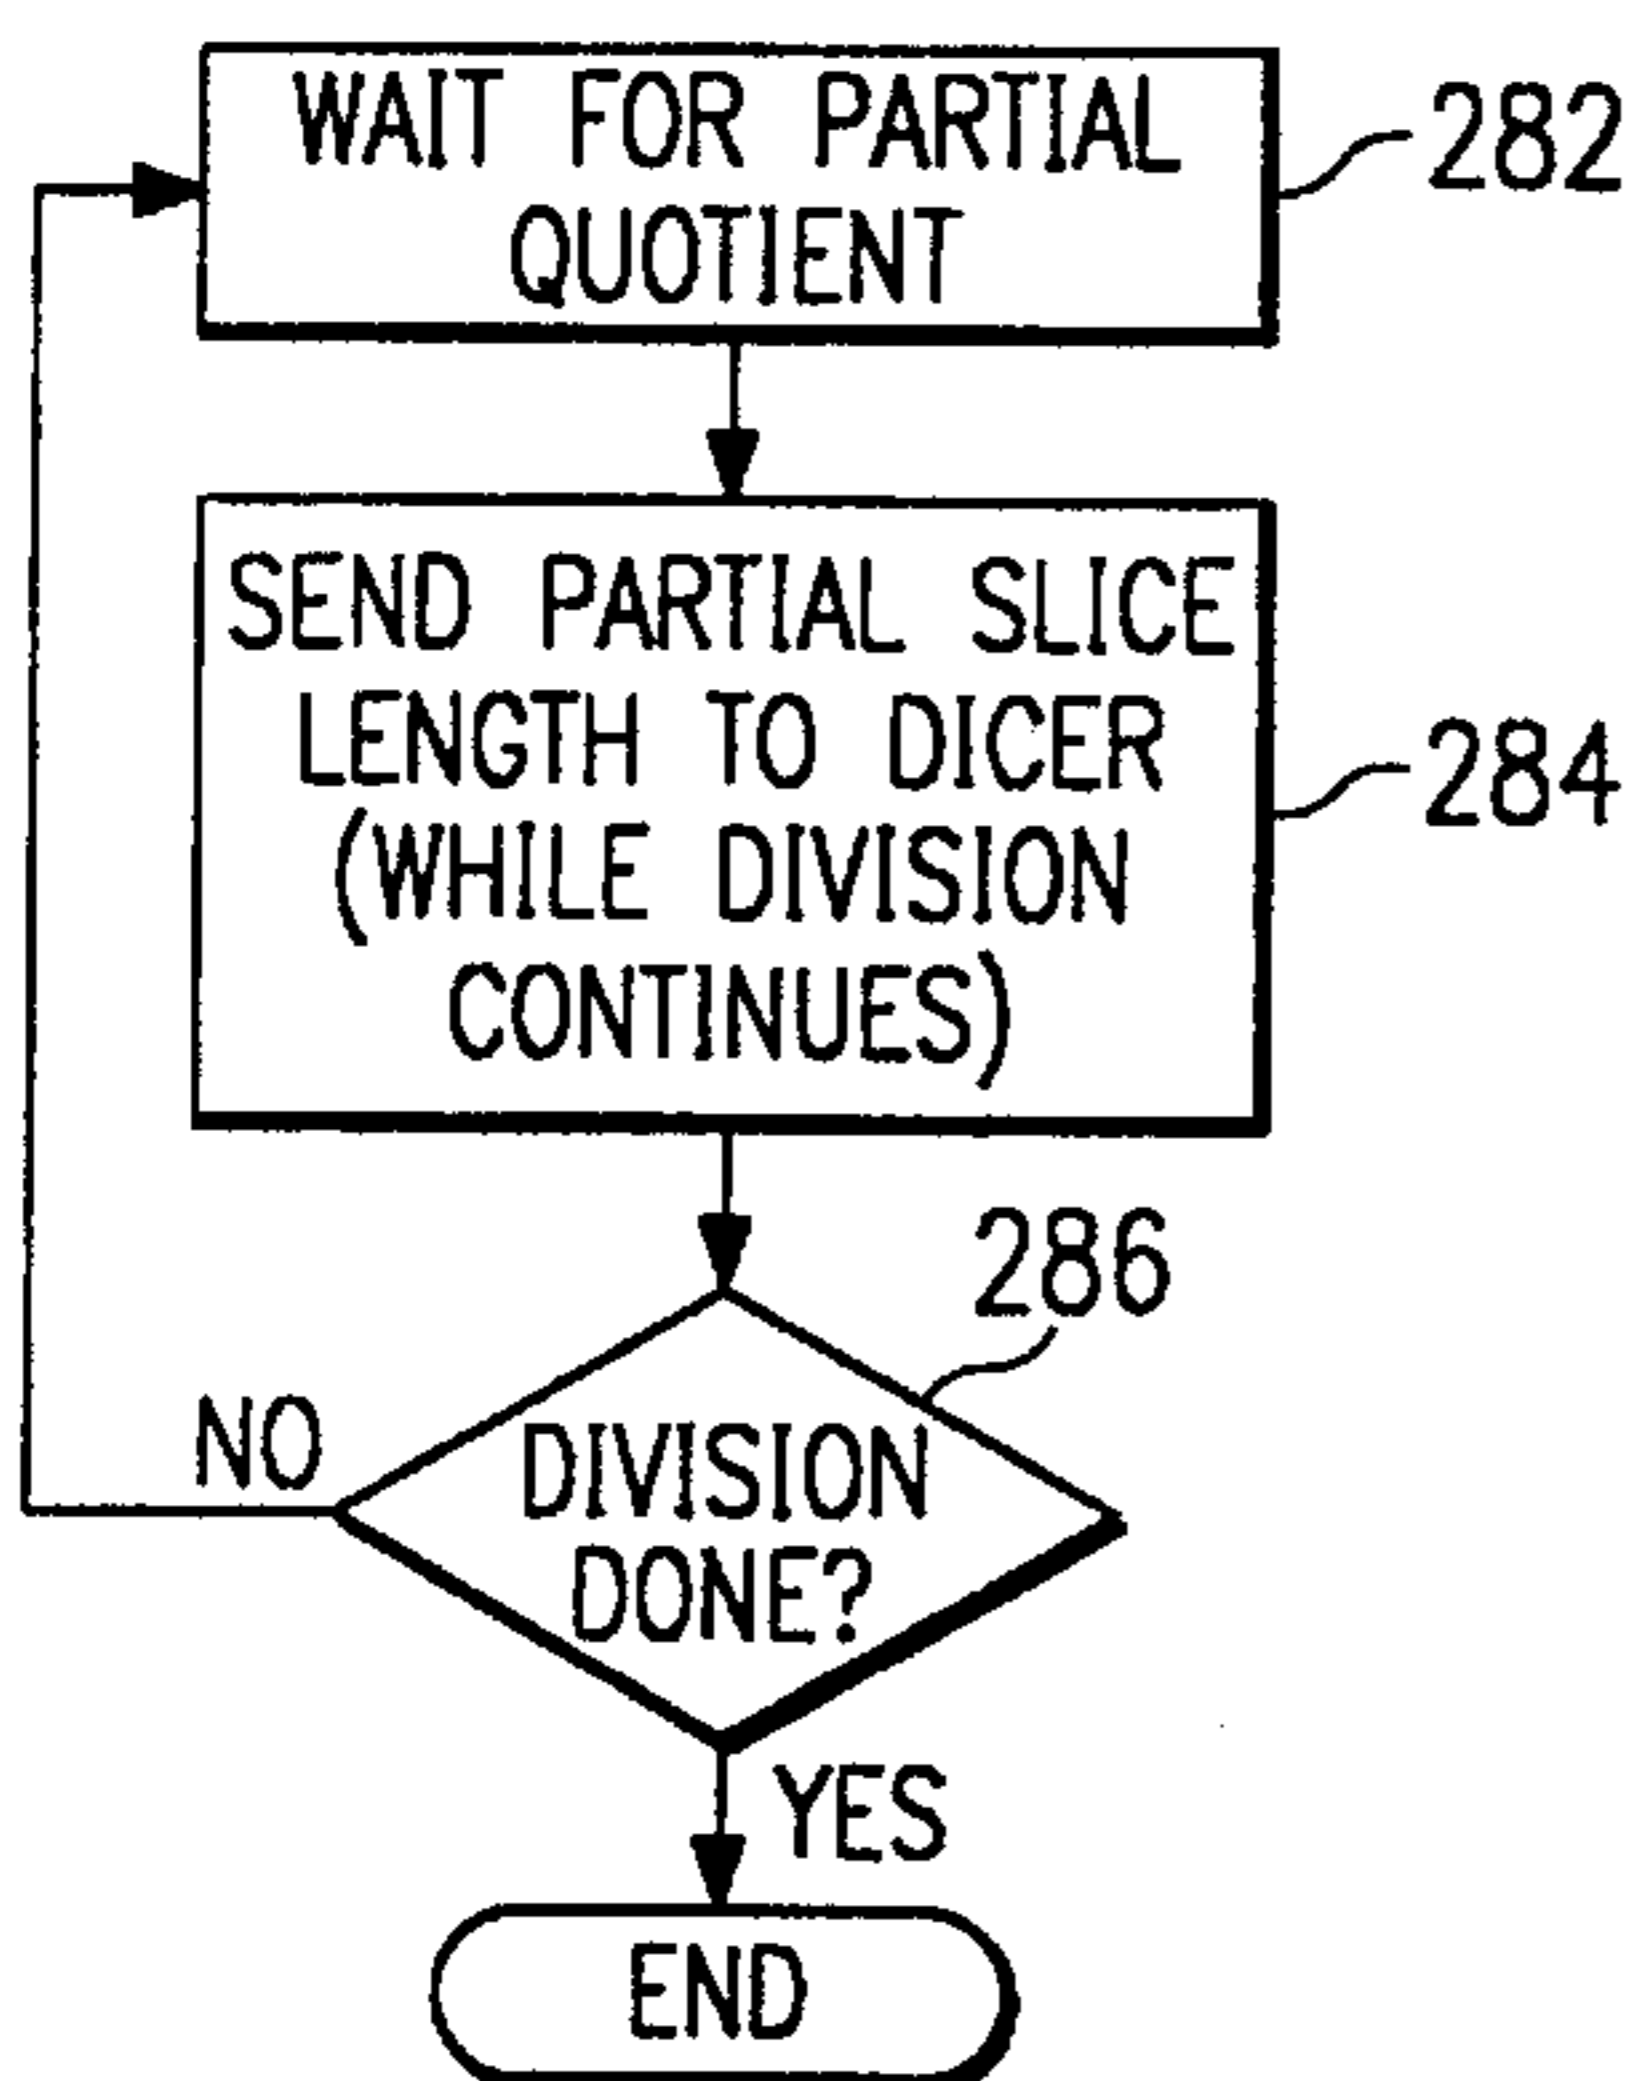 WAIT FOR PARTIAL
QUOTIENT
282
SEND PARTIAL SLICE
LENGTH TO DICER
(WHILE DIVISION
CONTINUES)
284
286
NO
DIVISION
DONE?
YES
END